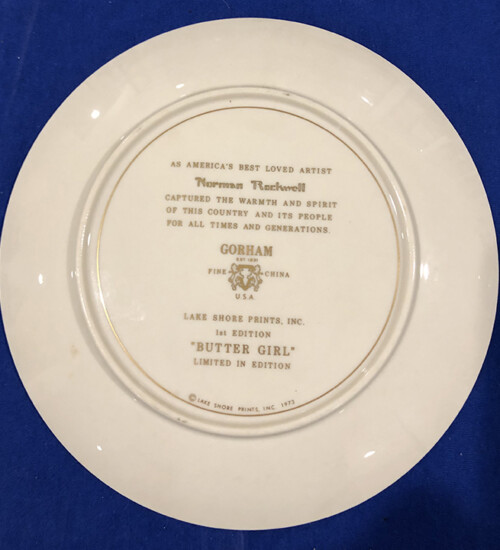 AS AMERICA'S BEST LOVED ARTIST
Norman Rockwell
CAPTURED THE WARMTH AND SPIRIT
OF THIS COUNTRY AND ITS PEOPLE
FOR ALL TIMES AND GENERATIONS.
GORHAM
EST 1831
FINE CHINA
U.S.A.
LAKE SHORE PRINTS, INC.
1st EDITION
"BUTTER GIRL"
LIMITED IN EDITION
© LAKE SHORE PRINTS, INC. 1973